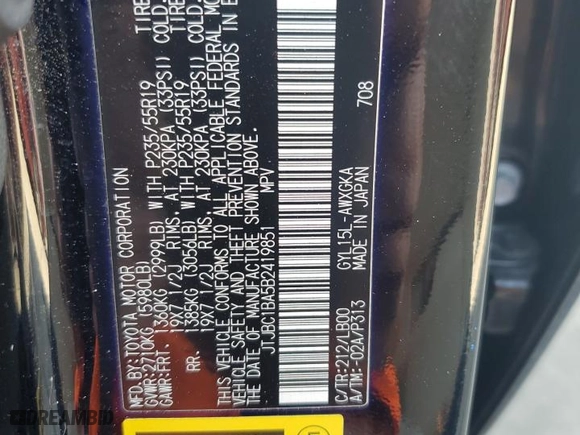 MFD. BY: TOYOTA MOTOR CORPORATION
GVWR: 2710KG (5980LB)
GAWR: FRT. 1360KG (2999LB) WITH P235/55R19 TIRE
19X7 1/2J RIMS, AT 230KPA (33PSI) COLD.
RR. 1385KG (3056LB) WITH P235/55R19 TIRE
19X7 1/2J RIMS, AT 230KPA (33PSI) COLD.
THIS VEHICLE CONFORMS TO ALL APPLICABLE FEDERAL MO
VEHICLE SAFETY AND THEFT PREVENTION STANDARDS IN E
THE DATE OF MANUFACTURE SHOWN ABOVE.
JTJBC1BA5B2419851 MPV
708
C/TR: 212/LB00 GYL15L-AWXGKA
A/TM: -02A/P313 MADE IN JAPAN
©DREAMBID